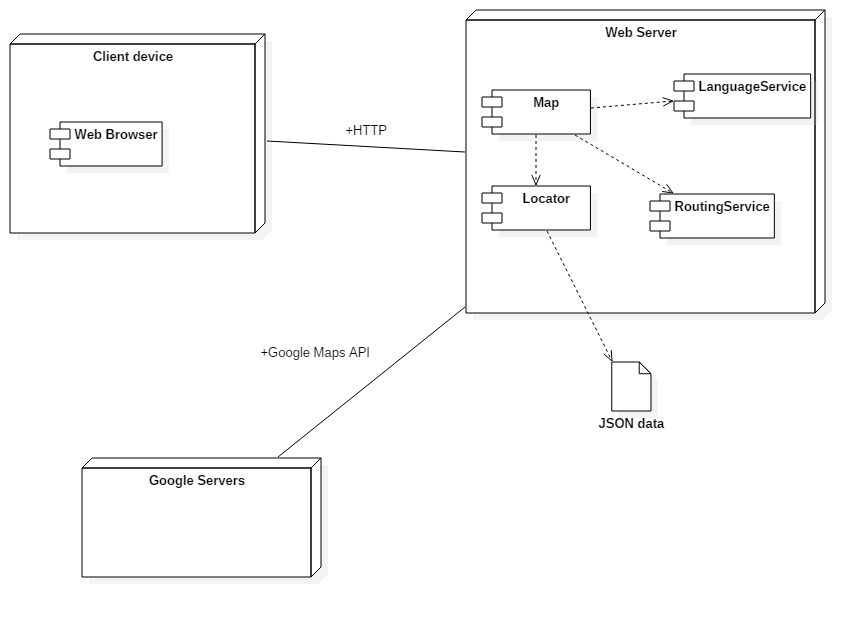 Client device
Web Browser
+HTTP
Web Server
Map
LanguageService
Locator
RoutingService
+Google Maps API
JSON data
Google Servers